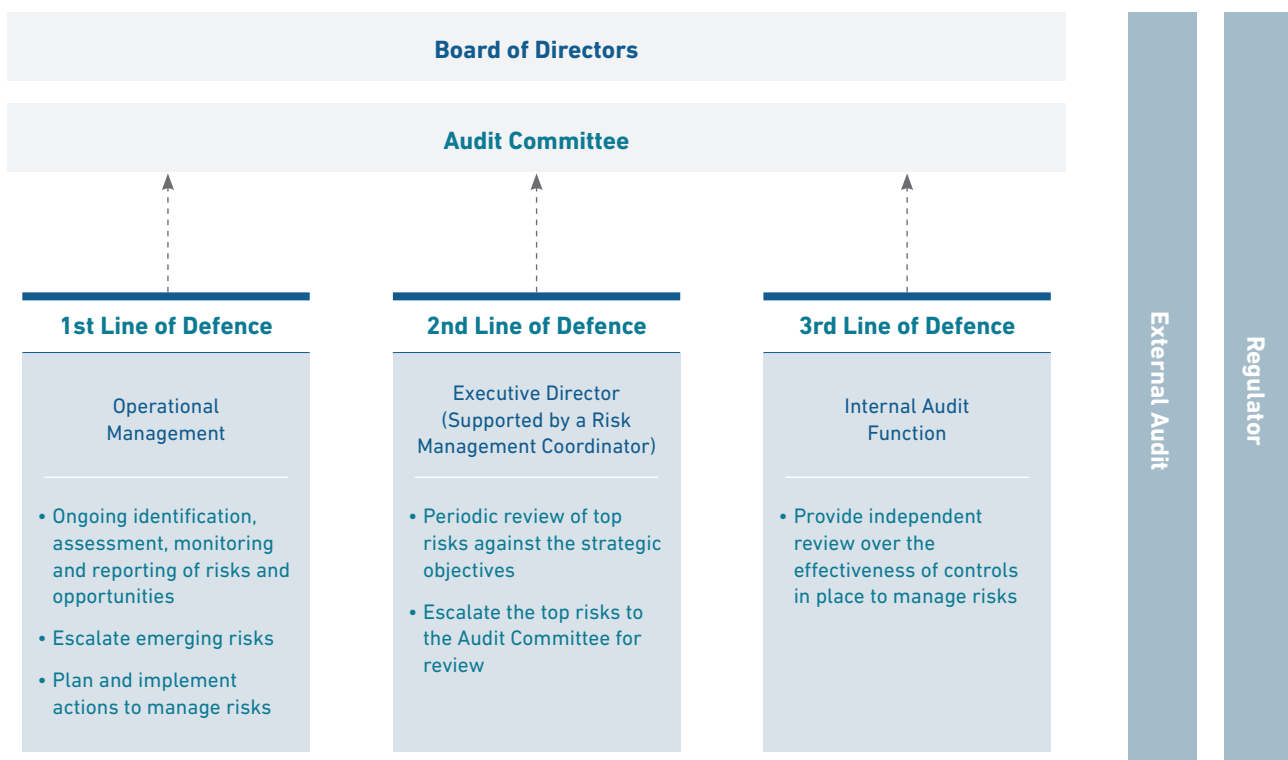 Board of Directors
Audit Committee
1st Line of Defence
Operational
Management
• Ongoing identification,
assessment, monitoring
and reporting of risks and
opportunities
• Escalate emerging risks
• Plan and implement
actions to manage risks
2nd Line of Defence
Executive Director
(Supported by a Risk
Management Coordinator)
• Periodic review of top
risks against the strategic
objectives
• Escalate the top risks to
the Audit Committee for
review
3rd Line of Defence
Internal Audit
Function
• Provide independent
review over the
effectiveness of controls
in place to manage risks
External Audit
Regulator